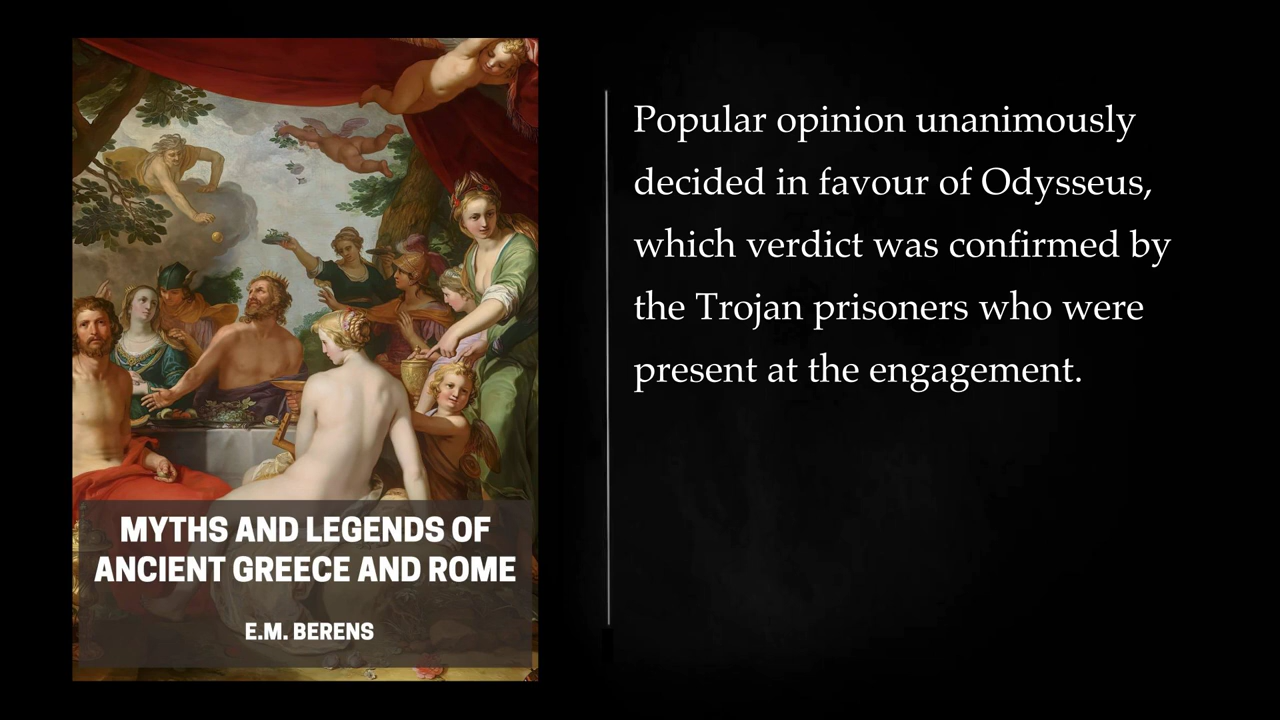 MYTHS AND LEGENDS OF
ANCIENT GREECE AND ROME
E.M. BERENS
Popular opinion unanimously
decided in favour of Odysseus,
which verdict was confirmed by
the Trojan prisoners who were
present at the engagement.